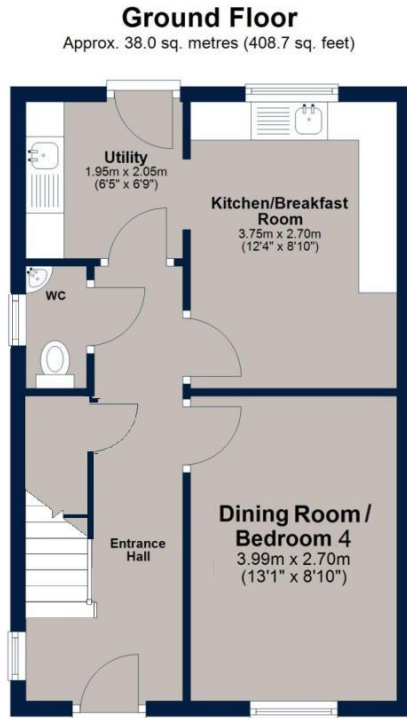 Ground Floor
Approx. 38.0 sq. metres (408.7 sq. feet)
Utility
1.95m x 2.05m
(6'5" x 6'9")
Kitchen/Breakfast
Room
3.75m x 2.70m
(12'4" x 8'10")
WC
Dining Room /
Bedroom 4
3.99m x 2.70m
(13'1" x 8'10")
Entrance
Hall